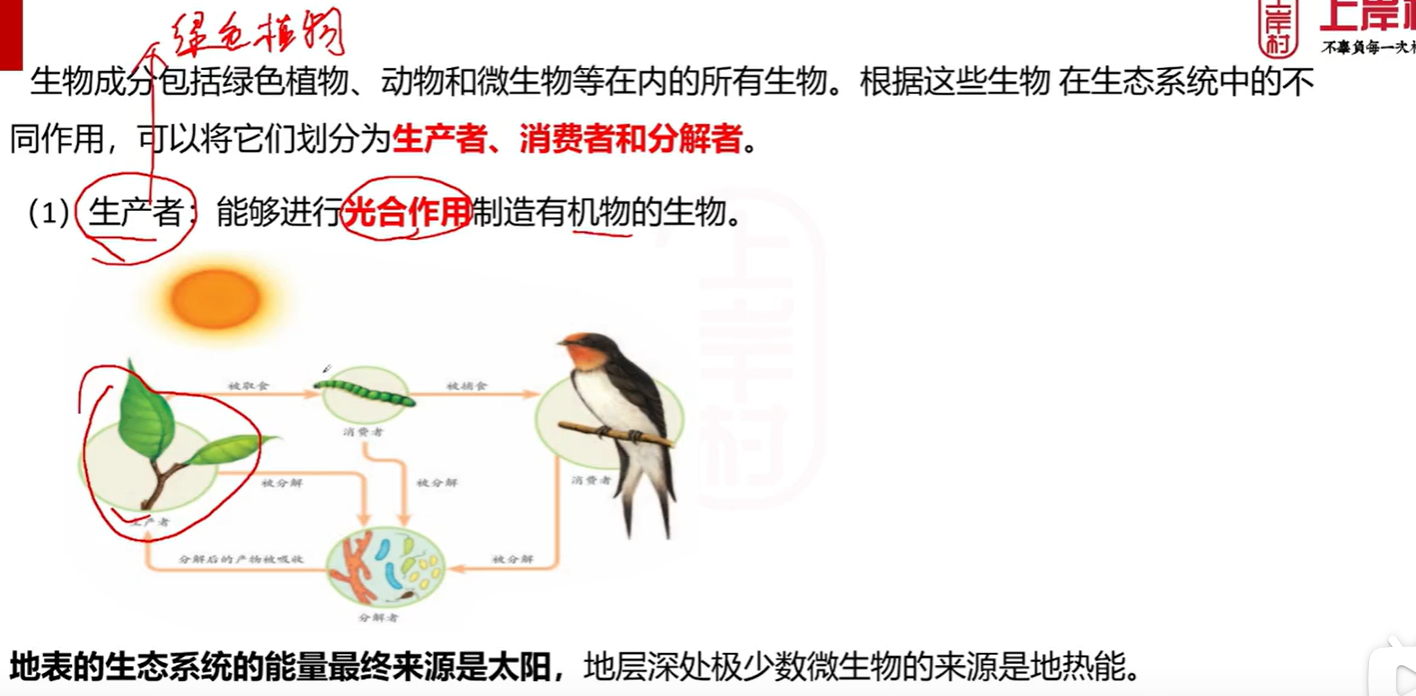 绿色植物
上岸村
上岸村
不辜负每一次
生物成分包括绿色植物、动物和微生物等在内的所有生物。根据这些生物 在生态系统中的不
同作用，可以将它们划分为生产者、消费者和分解者。
（1）生产者：能够进行光合作用制造有机物的生物。
上岸村
被取食
被捕食
消费者
被分解
被分解
消费者
生产者
分解后的产物被吸收
被分解
分解者
地表的生态系统的能量最终来源是太阳，地层深处极少数微生物的来源是地热能。